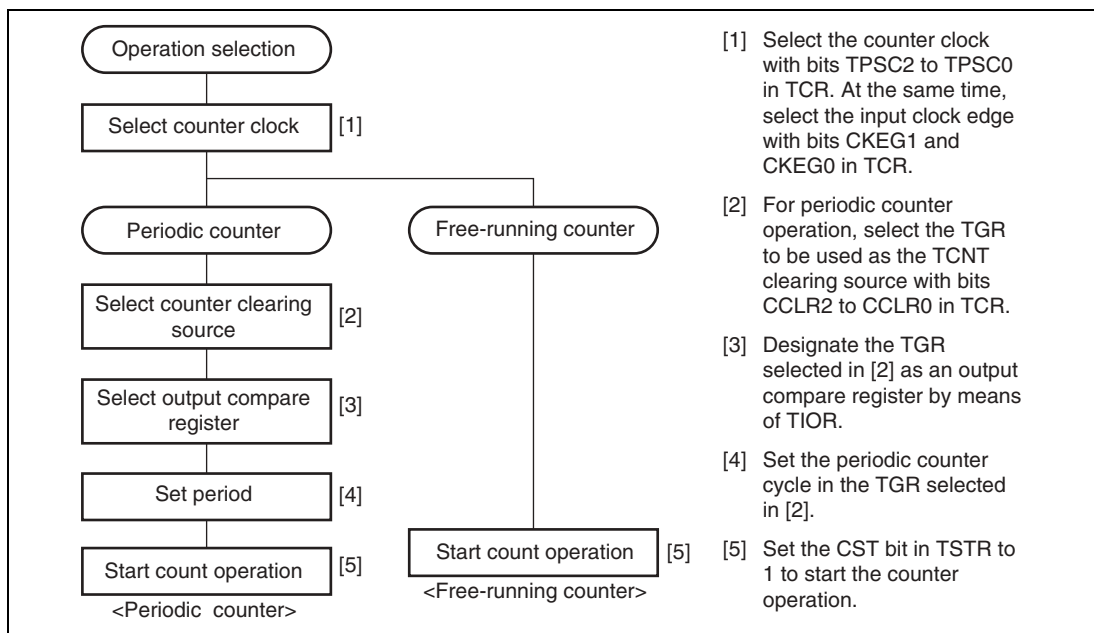 Operation selection
Select counter clock
[1]
Periodic counter
Free-running counter
Select counter clearing
source
[2]
Select output compare
register
[3]
Set period
[4]
Start count operation
[5]
<Periodic counter>
Start count operation
[5]
<Free-running counter>
[1] Select the counter clock
with bits TPSC2 to TPSC0
in TCR. At the same time,
select the input clock edge
with bits CKEG1 and
CKEG0 in TCR.
[2] For periodic counter
operation, select the TGR
to be used as the TCNT
clearing source with bits
CCLR2 to CCLR0 in TCR.
[3] Designate the TGR
selected in [2] as an output
compare register by means
of TIOR.
[4] Set the periodic counter
cycle in the TGR selected
in [2].
[5] Set the CST bit in TSTR to
1 to start the counter
operation.